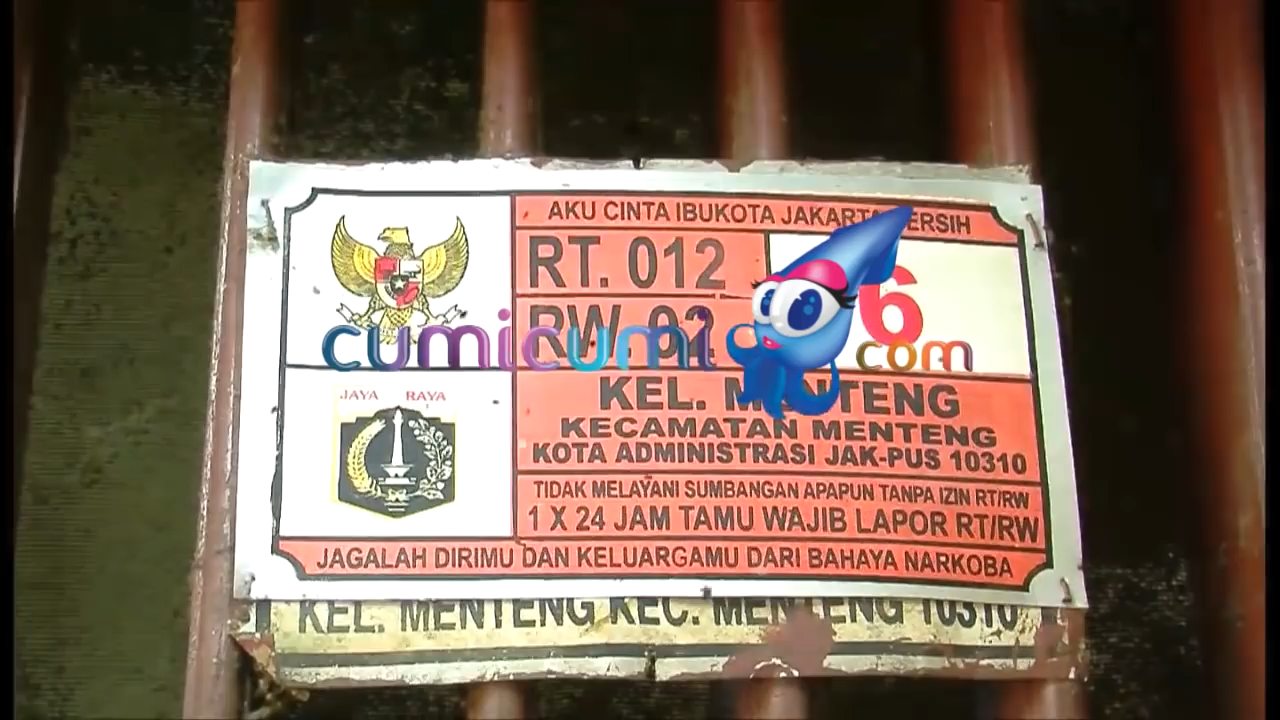 AKU CINTA IBUKOTA JAKARTA BERSIH
RT. 012
6
RW. 02
cumicumi com
JAYA RAYA
KEL. MENTENG
KECAMATAN MENTENG
KOTA ADMINISTRASI JAK-PUS 10310
TIDAK MELAYANI SUMBANGAN APAPUN TANPA IZIN RT/RW
1 X 24 JAM TAMU WAJIB LAPOR RT/RW
JAGALAH DIRIMU DAN KELUARGAMU DARI BAHAYA NARKOBA
KEL. MENTENG KEC. MENTENG 10310